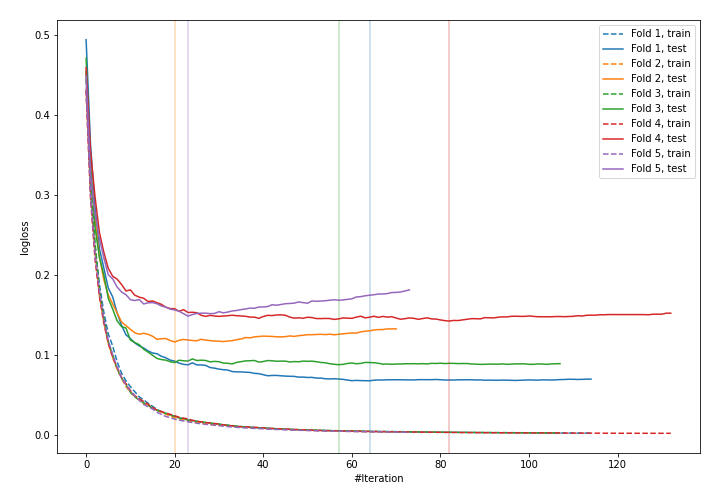 0.5
0.4
0.3
0.2
0.1
0.0
logloss
0 20 40 60 80 100 120
#Iteration
Fold 1, train
Fold 1, test
Fold 2, train
Fold 2, test
Fold 3, train
Fold 3, test
Fold 4, train
Fold 4, test
Fold 5, train
Fold 5, test